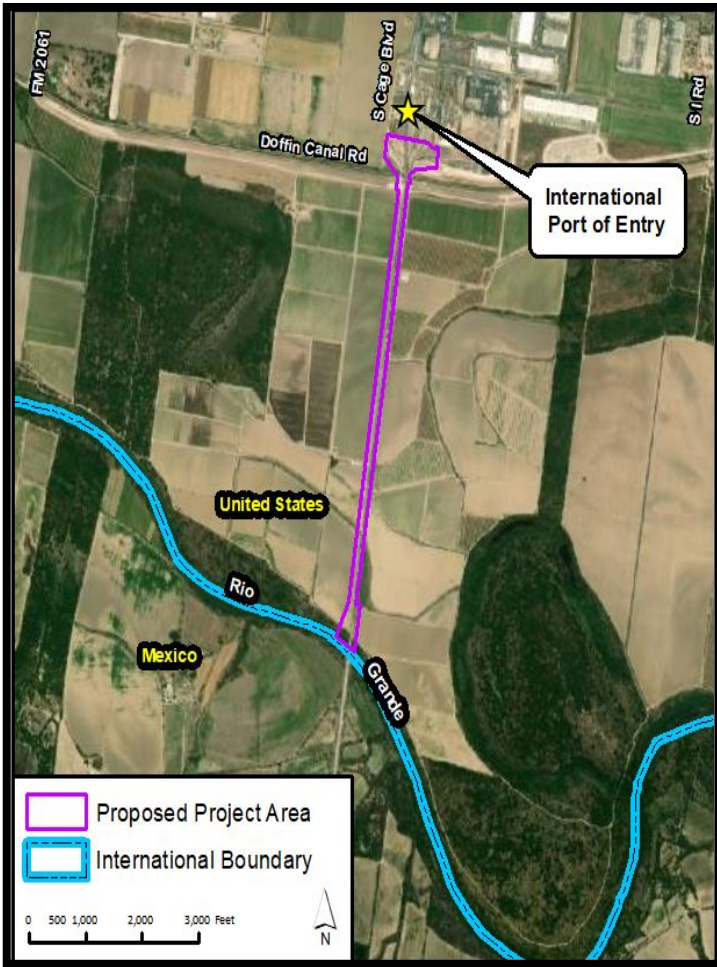 FM 2061
S Cage Blvd
S I Rd
Doffin Canal Rd
International
Port of Entry
United States
Rio
Mexico
Grande
Proposed Project Area
International Boundary
0 500 1,000 2,000 3,000 Feet
N